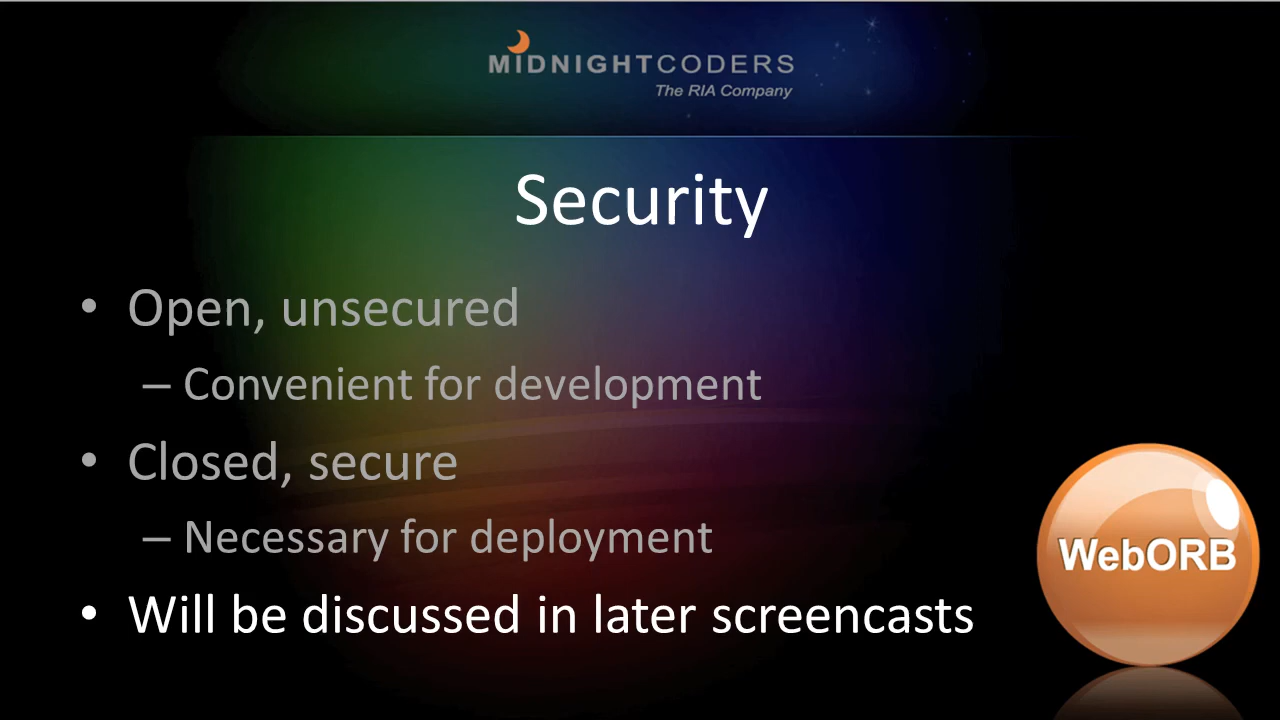 MIDNIGHTCODERS
The RIA Company
Security
• Open, unsecured
– Convenient for development
• Closed, secure
– Necessary for deployment
WebORB
• Will be discussed in later screencasts